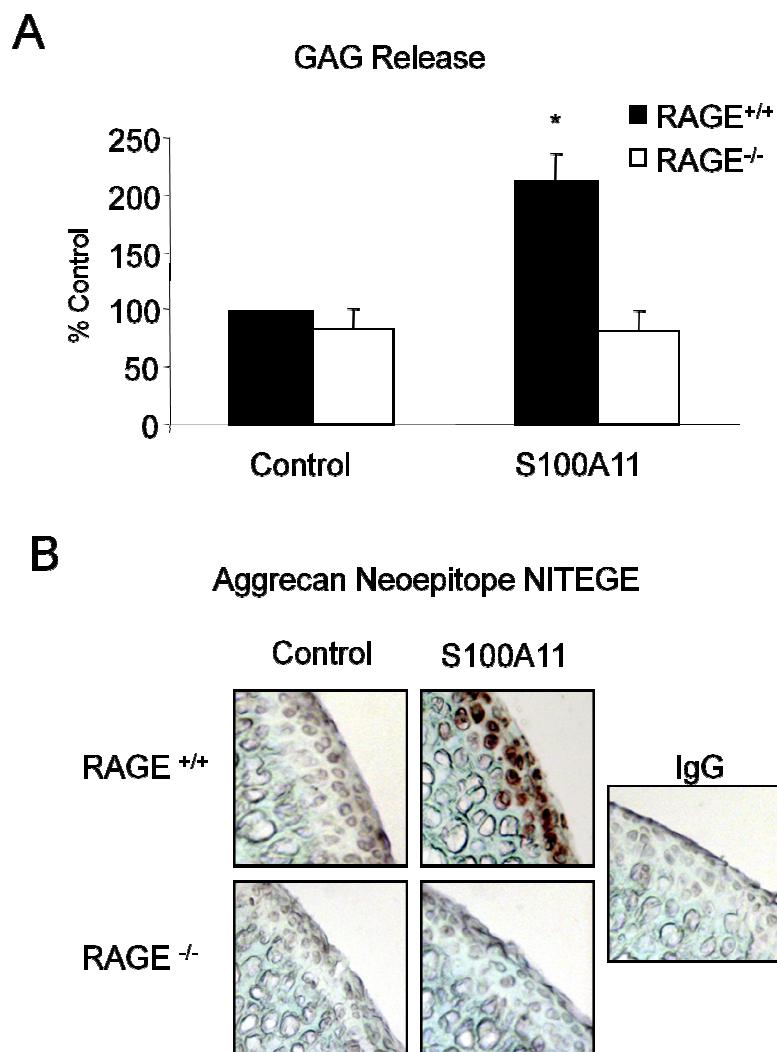 A
GAG Release
RAGE+/+
RAGE-/-
*
250
200
150
100
50
0
% Control
Control
S100A11
B
Aggrecan Neoepitope NITEGE
Control
S100A11
RAGE +/+
IgG
RAGE -/-